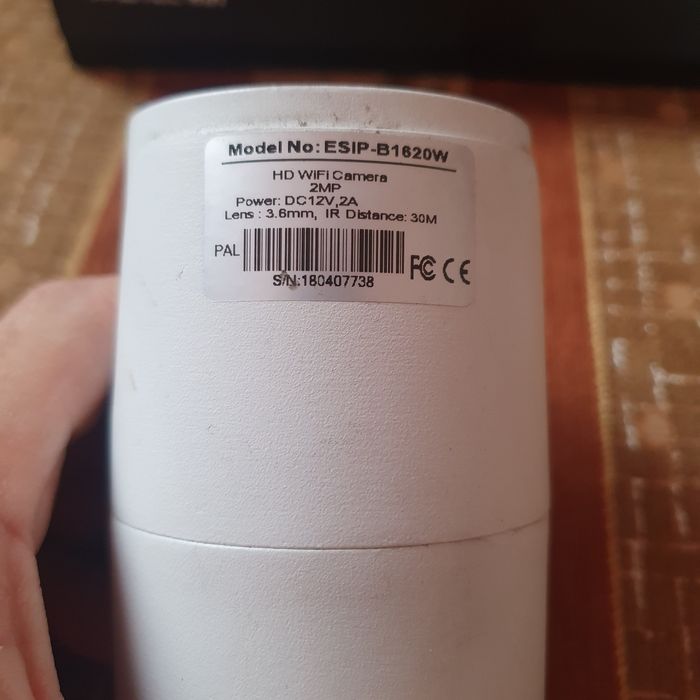 Model No: ESIP-B1620W
HD WiFi Camera
2MP
Power: DC12V,2A
Lens : 3.6mm, IR Distance: 30M
PAL
FC CE
S/N:180407738